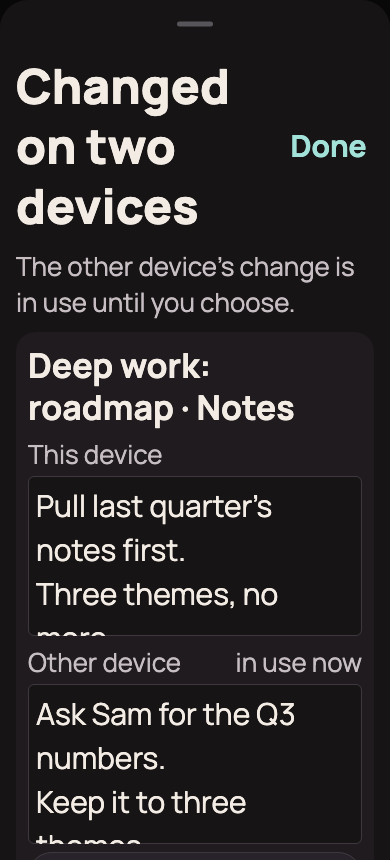 Changed
on two
devices
Done
The other device's change is
in use until you choose.
Deep work:
roadmap · Notes
This device
Pull last quarter's
notes first.
Three themes, no
more.
Other device
in use now
Ask Sam for the Q3
numbers.
Keep it to three
themes.